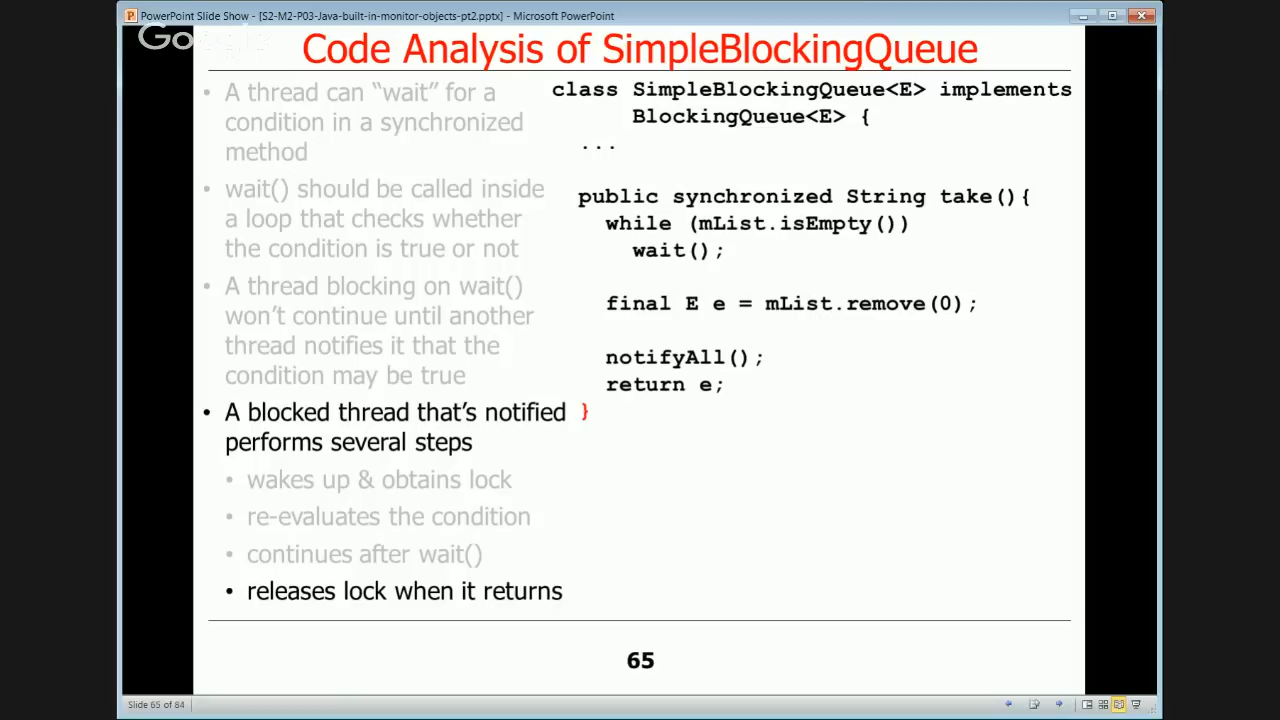 PowerPoint Slide Show - [S2-M2-P03-Java-built-in-monitor-objects-pt2.pptx] - Microsoft PowerPoint
Google
Code Analysis of SimpleBlockingQueue
• A thread can “wait” for a
condition in a synchronized
method
• wait() should be called inside
a loop that checks whether
the condition is true or not
• A thread blocking on wait()
won’t continue until another
thread notifies it that the
condition may be true
• A blocked thread that’s notified
performs several steps
• wakes up & obtains lock
• re-evaluates the condition
• continues after wait()
• releases lock when it returns
class SimpleBlockingQueue<E> implements
BlockingQueue<E> {
...
public synchronized String take(){
while (mList.isEmpty())
wait();
final E e = mList.remove(0);
notifyAll();
return e;
}
65
Slide 65 of 84